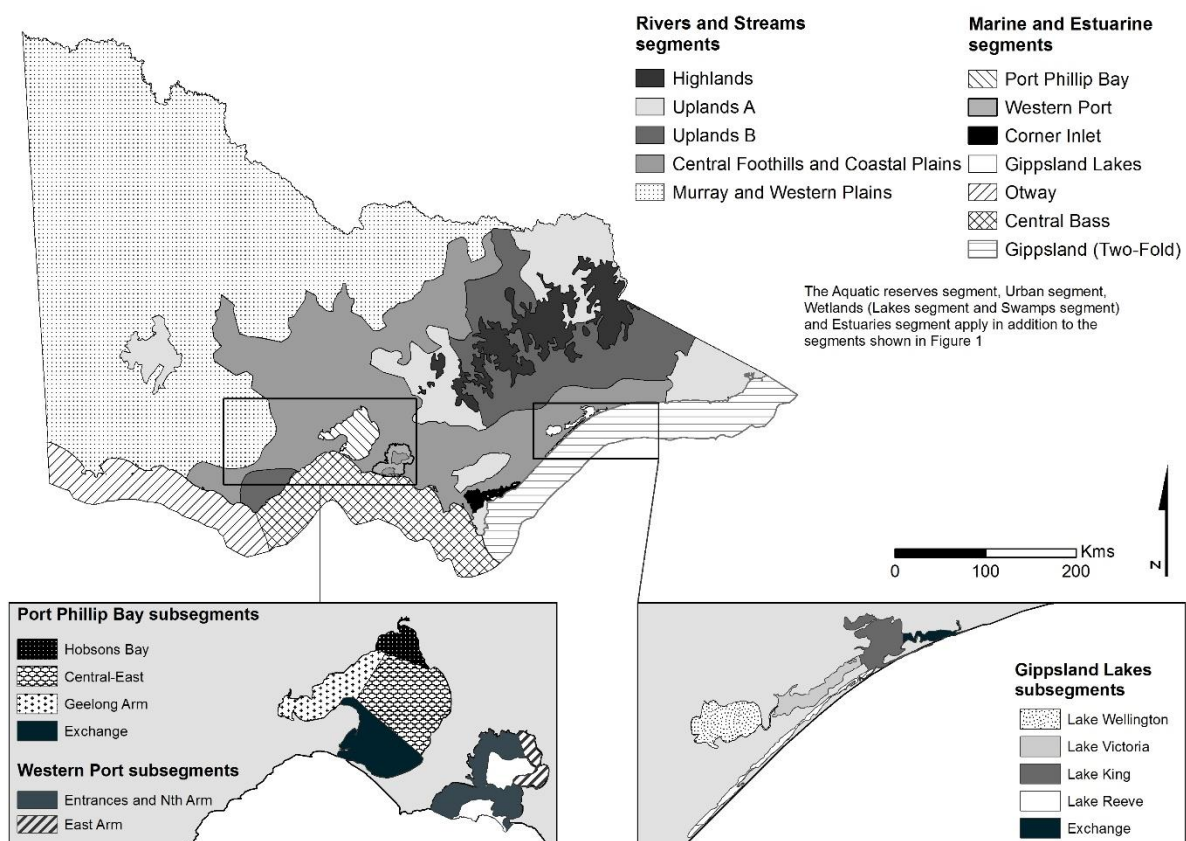 Rivers and Streams
segments
Highlands
Uplands A
Uplands B
Central Foothills and Coastal Plains
Murray and Western Plains
Marine and Estuarine
segments
Port Phillip Bay
Western Port
Corner Inlet
Gippsland Lakes
Otway
Central Bass
Gippsland (Two-Fold)
The Aquatic reserves segment, Urban segment,
Wetlands (Lakes segment and Swamps segment)
and Estuaries segment apply in addition to the
segments shown in Figure 1
Kms
0 100 200
N
Port Phillip Bay subsegments
Hobsons Bay
Central-East
Geelong Arm
Exchange
Western Port subsegments
Entrances and Nth Arm
East Arm
Gippsland Lakes
subsegments
Lake Wellington
Lake Victoria
Lake King
Lake Reeve
Exchange